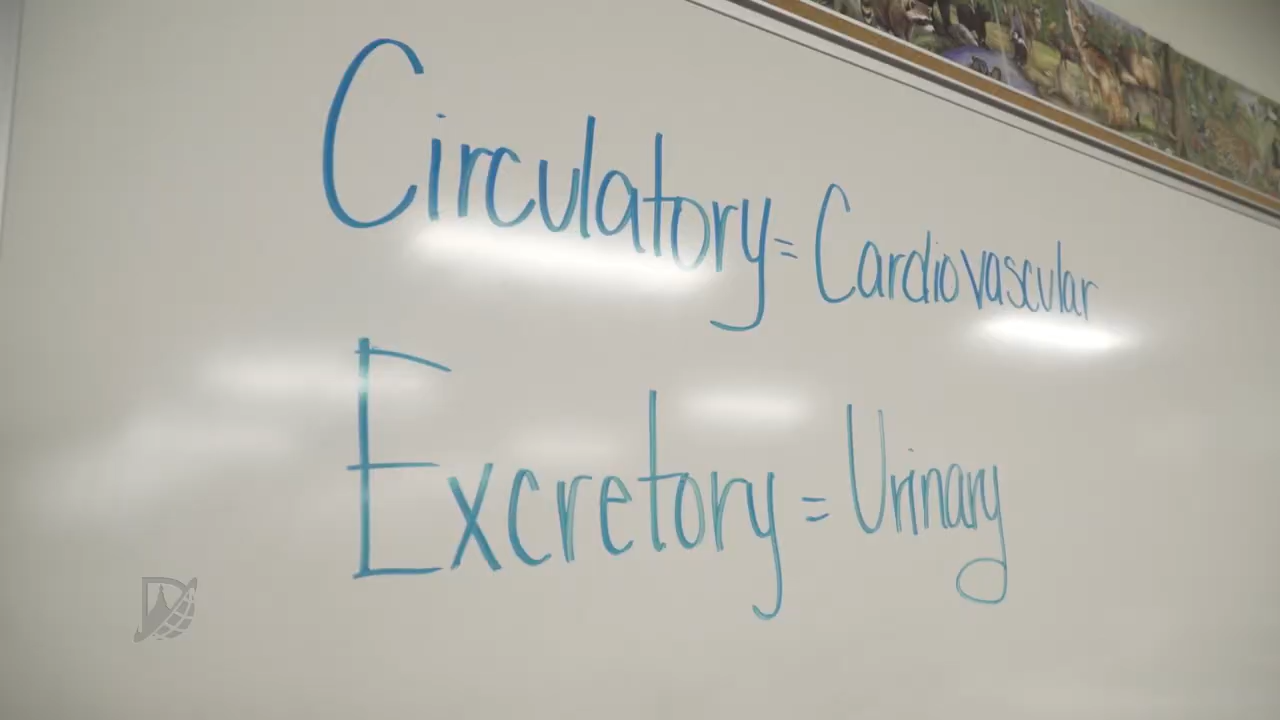 Circulatory = Cardiovascular
Excretory = Urinary